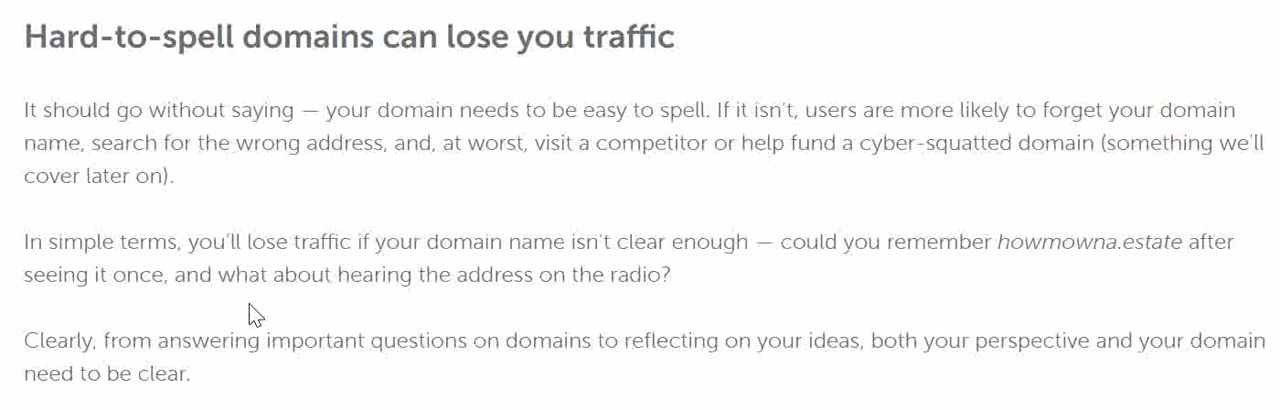 Hard-to-spell domains can lose you traffic
It should go without saying — your domain needs to be easy to spell. If it isn't, users are more likely to forget your domain
name, search for the wrong address, and, at worst, visit a competitor or help fund a cyber-squatted domain (something we'll
cover later on).
In simple terms, you'll lose traffic if your domain name isn't clear enough — could you remember howmowna.estate after
seeing it once, and what about hearing the address on the radio?
Clearly, from answering important questions on domains to reflecting on your ideas, both your perspective and your domain
need to be clear.